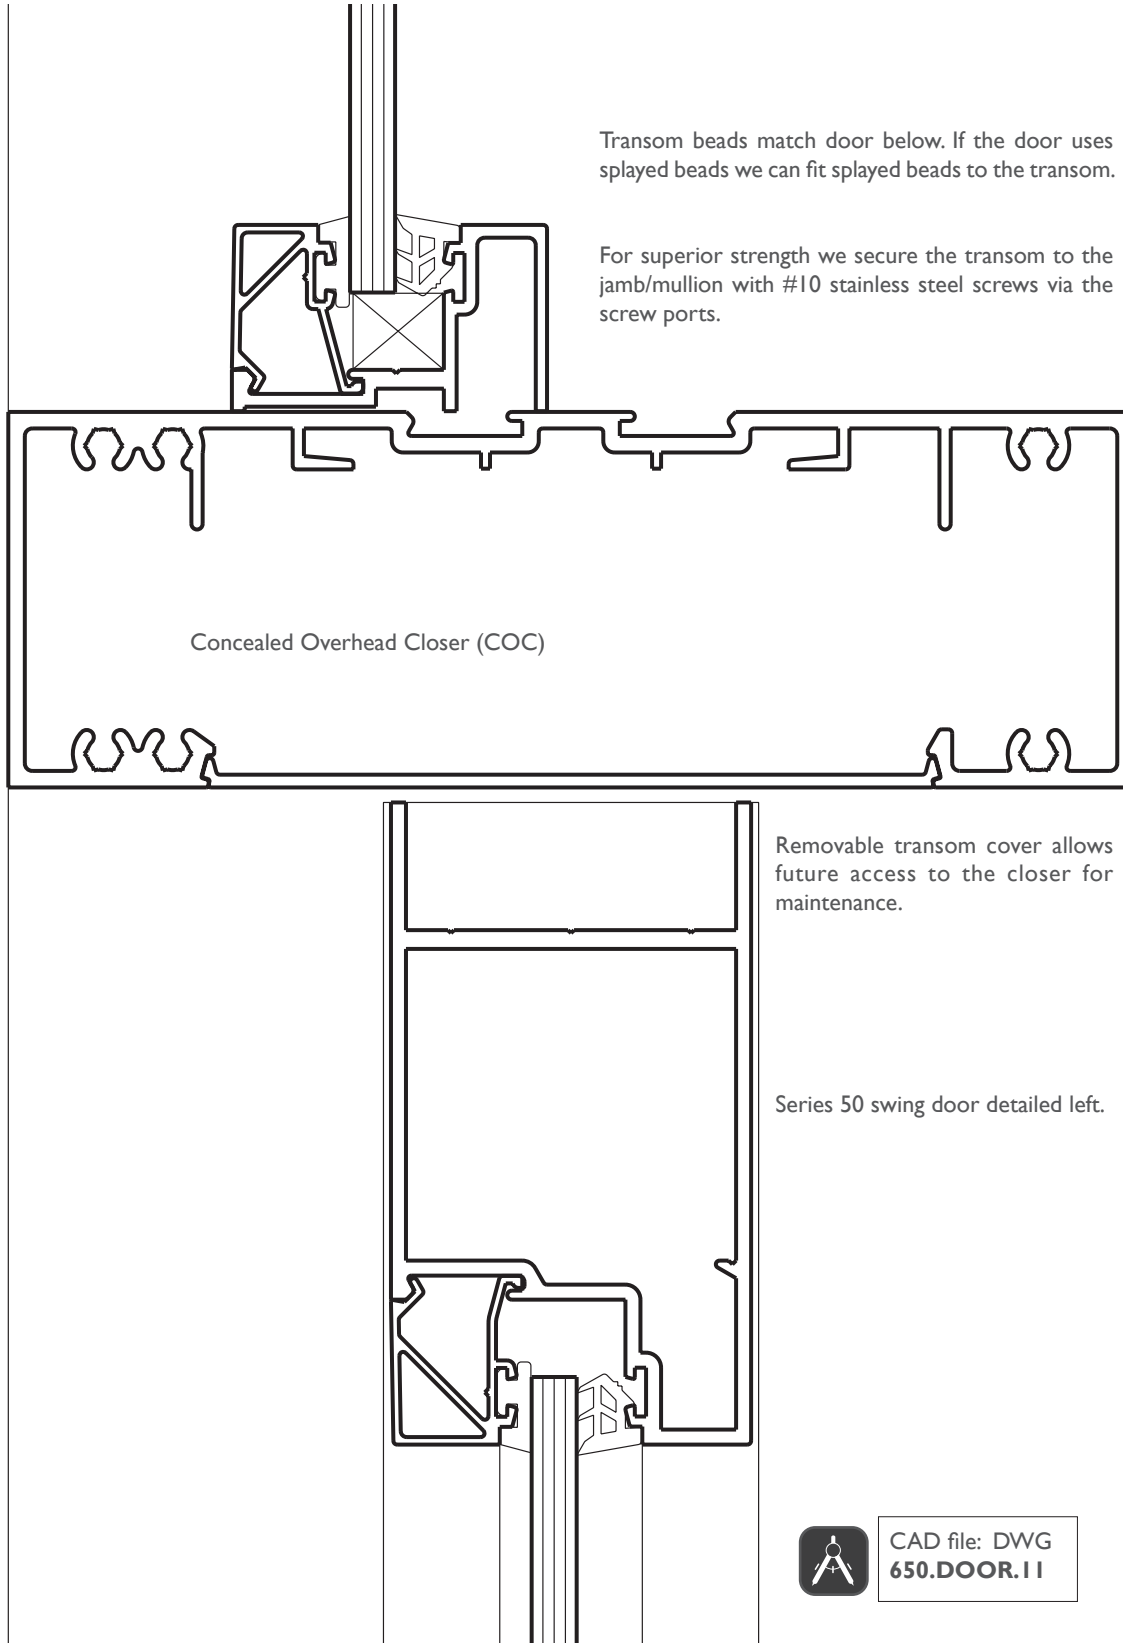 Transom beads match door below. If the door uses
splayed beads we can fit splayed beads to the transom.
For superior strength we secure the transom to the
jamb/mullion with #10 stainless steel screws via the
screw ports.
Concealed Overhead Closer (COC)
Removable transom cover allows
future access to the closer for
maintenance.
Series 50 swing door detailed left.
CAD file: DWG
650.DOOR.11